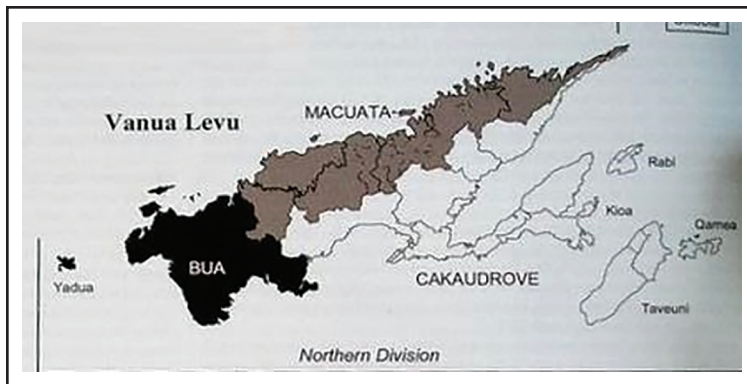 MACUATA
Vanua Levu
Rabi
Kioa
Qamea
BUA
CAKAUDROVE
Yadua
Taveuni
Northern Division